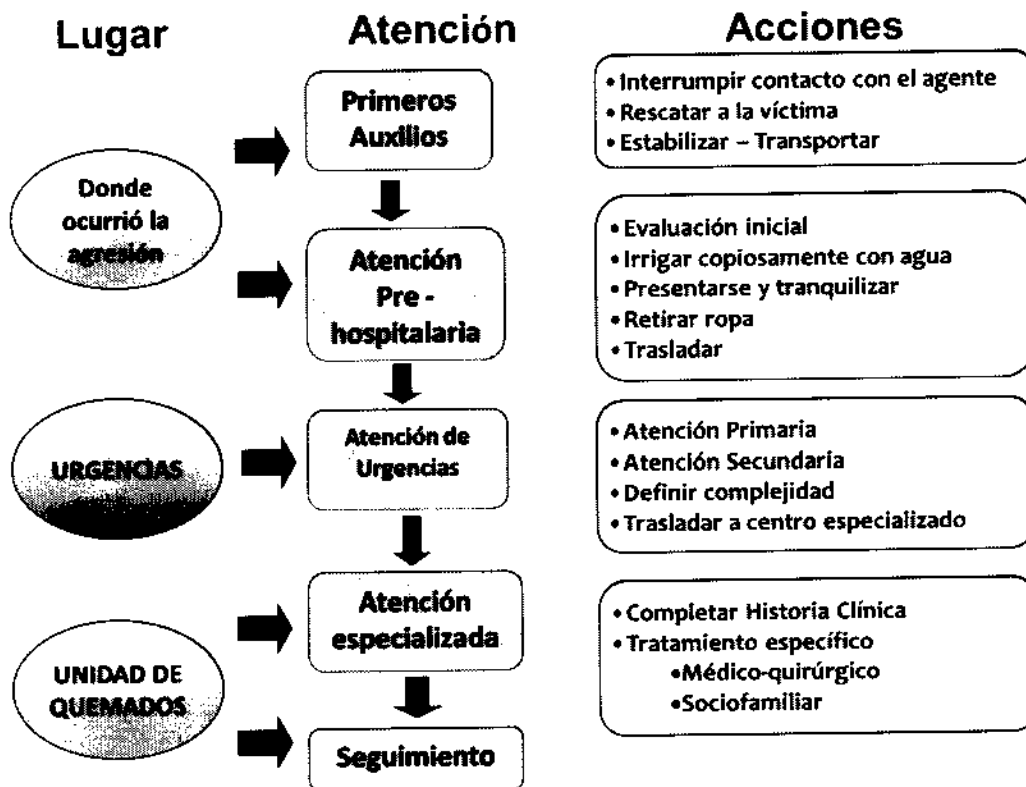 Lugar
Atención
Acciones
Donde
ocurrió la
agresión
Primeros
Auxilios
• Interrumpir contacto con el agente
• Rescatar a la víctima
• Estabilizar – Transportar
Atención
Pre -
hospitalaria
• Evaluación inicial
• Irrigar copiosamente con agua
• Presentarse y tranquilizar
• Retirar ropa
• Trasladar
URGENCIAS
Atención de
Urgencias
• Atención Primaria
• Atención Secundaria
• Definir complejidad
• Trasladar a centro especializado
UNIDAD DE
QUEMADOS
Atención
especializada
• Completar Historia Clínica
• Tratamiento específico
•Médico-quirúrgico
•Sociofamiliar
Seguimiento